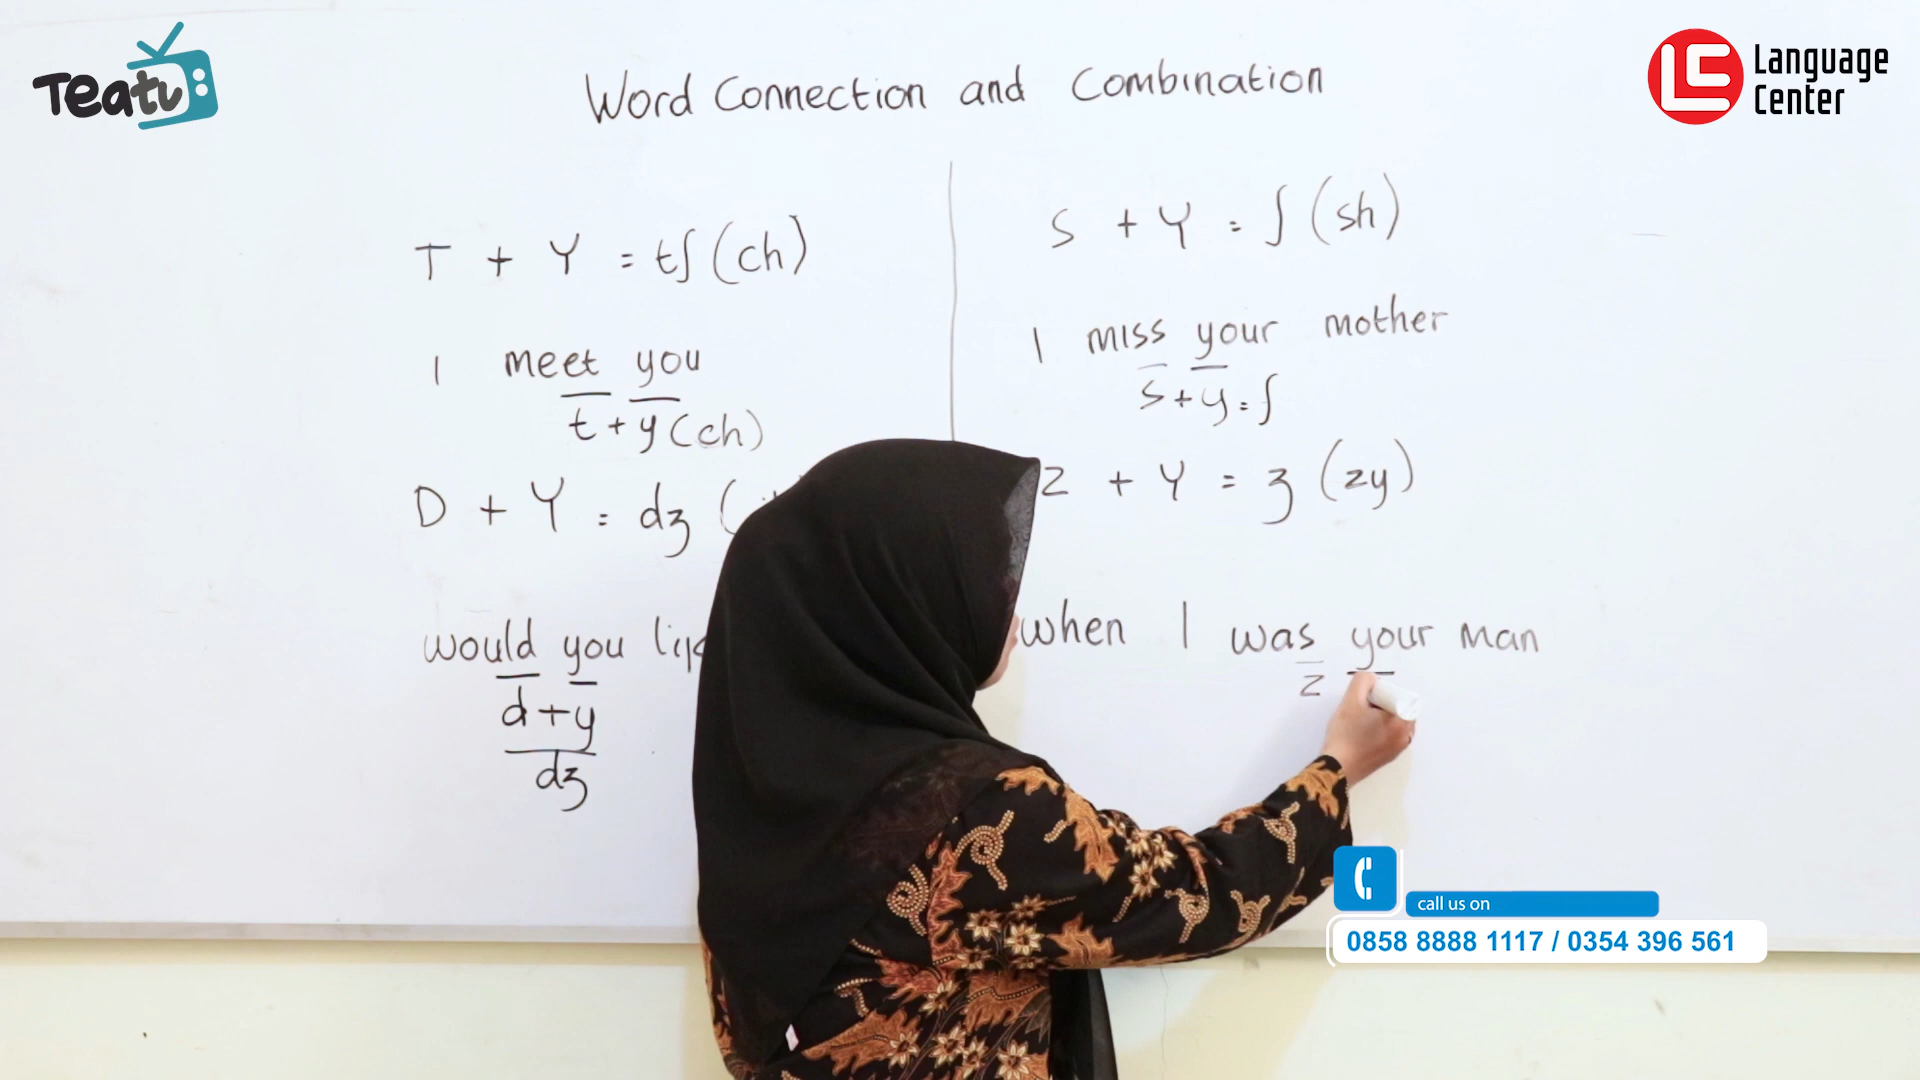 Teatv
LC Language
Center
Word Connection and Combination
T + Y = tʃ (ch)
I meet you
t + y (ch)
D + Y = dʒ (
would you
d + y
dʒ
S + Y = ʃ (sh)
I miss your mother
s + y = ʃ
Z + Y = ʒ (zy)
when I was your man
z
call us on
0858 8888 1117 / 0354 396 561